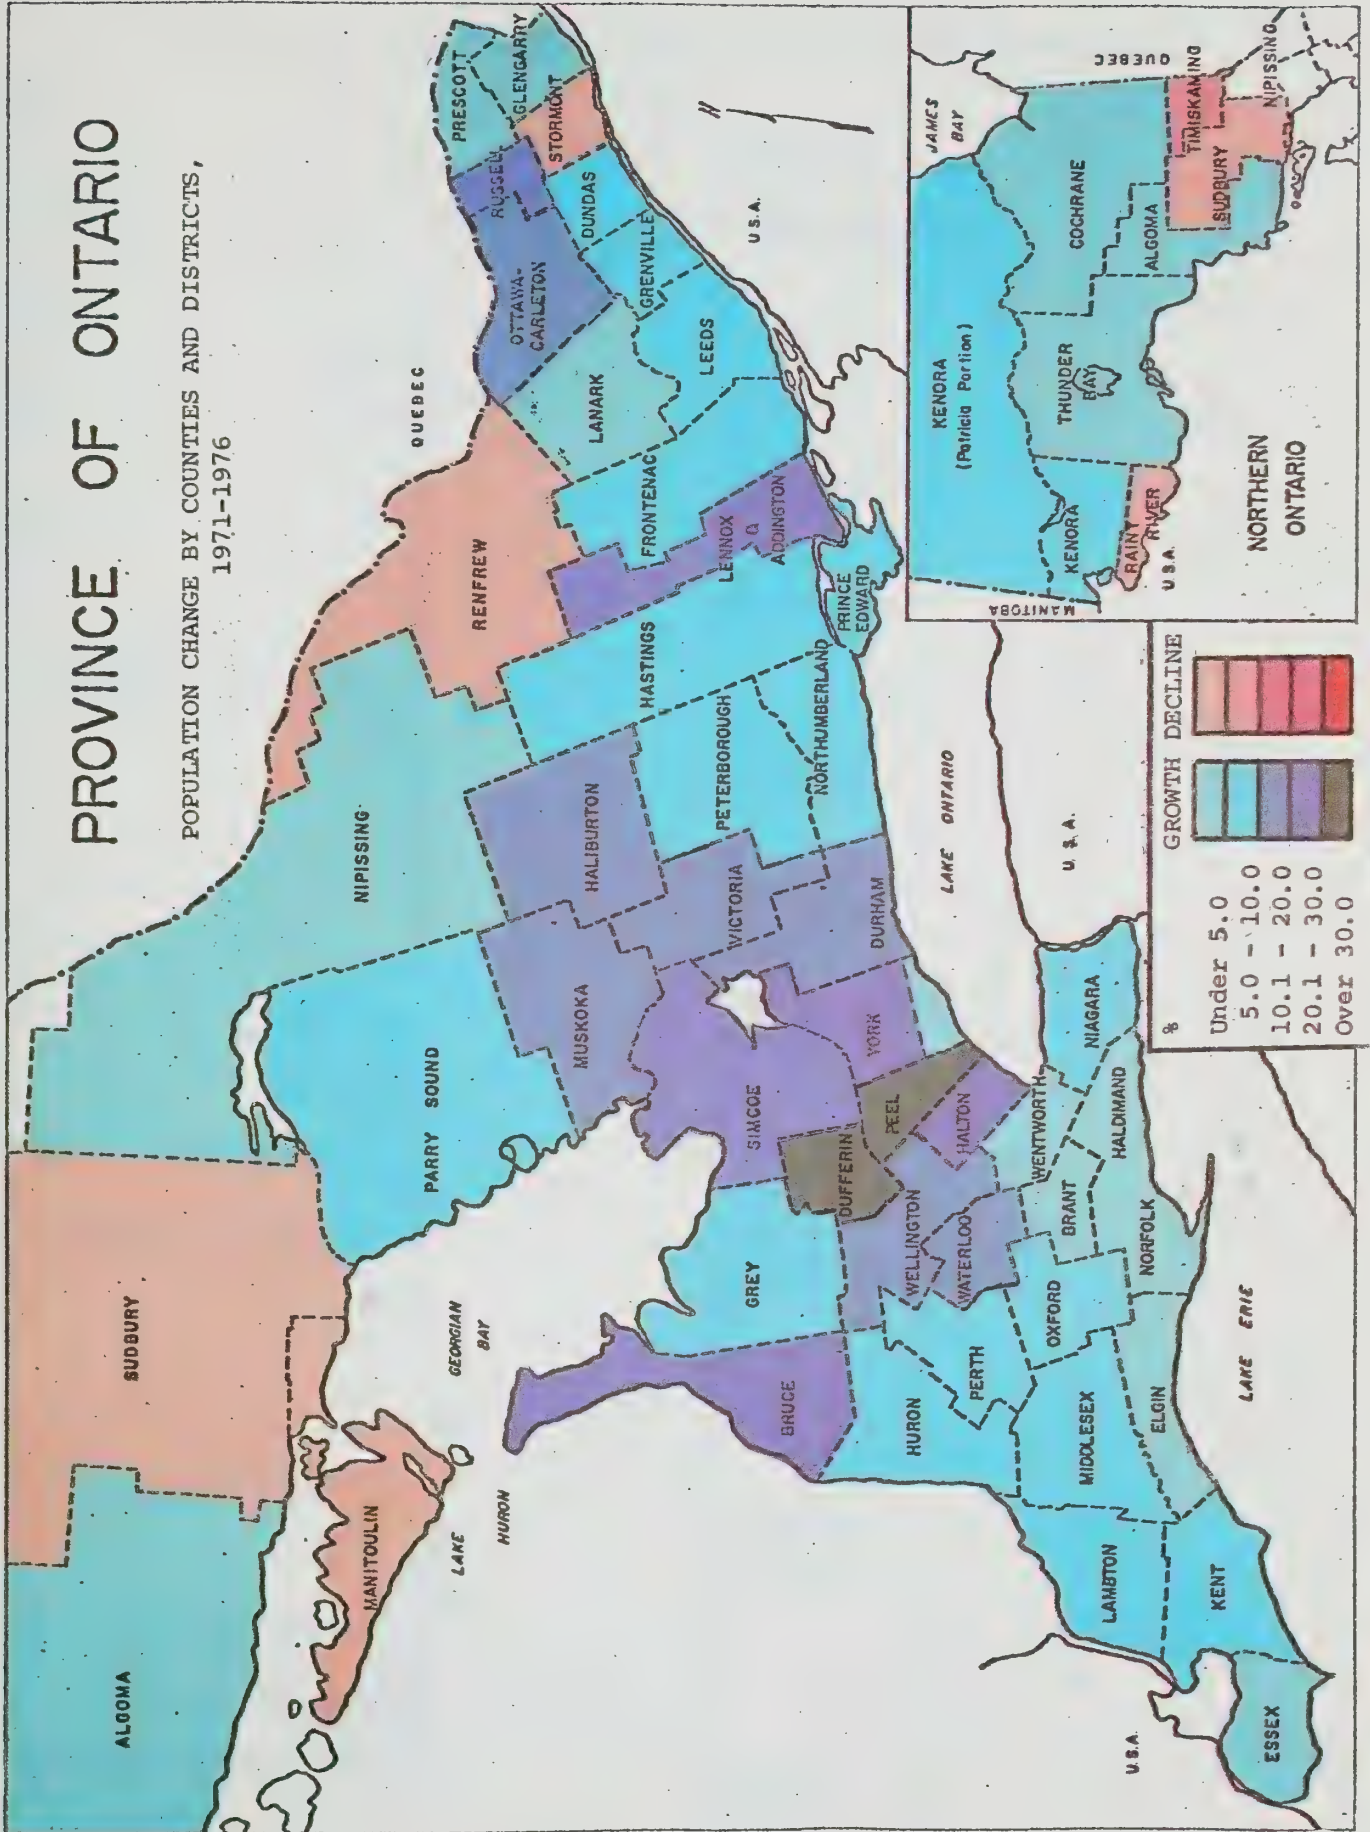 PROVINCE OF ONTARIO
POPULATION CHANGE BY COUNTIES AND DISTRICTS,
1971-1976
QUEBEC
PRESCOTT
GLENGARRY
RUSSELL
STORMONT
OTTAWA-
CARLETON
DUNDAS
GRENVILLE
LANARK
LEEDS
U.S.A.
RENFREW
FRONTENAC
LENNOX
&
ADDINGTON
HASTINGS
PRINCE
EDWARD
NIPISSING
HALIBURTON
PETERBOROUGH
NORTHUMBERLAND
VICTORIA
DURHAM
LAKE ONTARIO
U.S.A.
PARRY SOUND
MUSKOKA
SIMCOE
YORK
PEEL
HALTON
DUFFERIN
WELLINGTON
WATERLOO
WENTWORTH
NIAGARA
HALDIMAND
BRANT
NORFOLK
OXFORD
GREY
BRUCE
HURON
PERTH
MIDDLESEX
ELGIN
LAMBTON
KENT
ESSEX
U.S.A.
LAKE ERIE
SUDBURY
ALGOMA
MANITOULIN
GEORGIAN
BAY
LAKE
HURON
JAMES
BAY
QUEBEC
KENORA
(Patricia Portion)
COCHRANE
TIMISKAMING
NIPISSING
SUDBURY
ALGOMA
THUNDER
BAY
KENORA
RAINY
RIVER
MANITOBA
U.S.A.
NORTHERN
ONTARIO
% GROWTH DECLINE
Under 5.0
5.0 - 10.0
10.1 - 20.0
20.1 - 30.0
Over 30.0